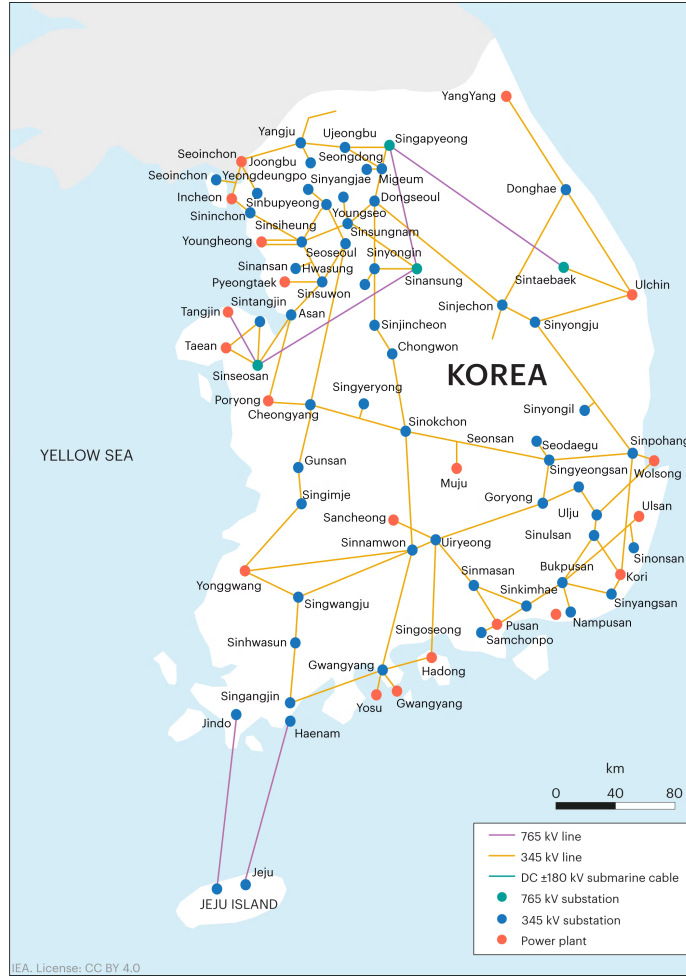 YangYang
Yangju
Ujeongbu
Singapyeong
Seoinchon
Joongbu
Seongdong
Seoinchon
Yeongdeungpo
Sinyangjae
Migeum
Donghae
Incheon
Sinbupyeong
Dongseoul
Sininchon
Youngseo
Sinsiheung
Sinsungnam
Youngheong
Seoseoul
Sinyongin
Sinansan
Hwasung
Pyeongtaek
Sinansung
Sintaebaek
Ulchin
Sinsuwon
Sintangjin
Tangjin
Asan
Sinjechon
Sinjincheon
Sinyongju
Taean
Chongwon
Sinseosan
KOREA
Singyeryong
Poryong
Cheongyang
Sinyongil
Sinokchon
Seonsan
Sinpohang
YELLOW SEA
Seodaegu
Gunsan
Singyeongsan
Wolsong
Muju
Singimje
Goryong
Ulsan
Ulju
Sancheong
Sinulsan
Sinnamwon
Uiryeong
Sinonsan
Bukpusan
Sinmasan
Kori
Yonggwang
Sinkimhae
Singwangju
Sinyangsan
Pusan
Nampusan
Singoseong
Samchonpo
Sinhwasun
Gwangyang
Hadong
Singangjin
Yosu
Gwangyang
Jindo
Haenam
km
0 40 80
765 kV line
345 kV line
DC ±180 kV submarine cable
765 kV substation
345 kV substation
Power plant
Jeju
JEJU ISLAND
IEA. License: CC BY 4.0